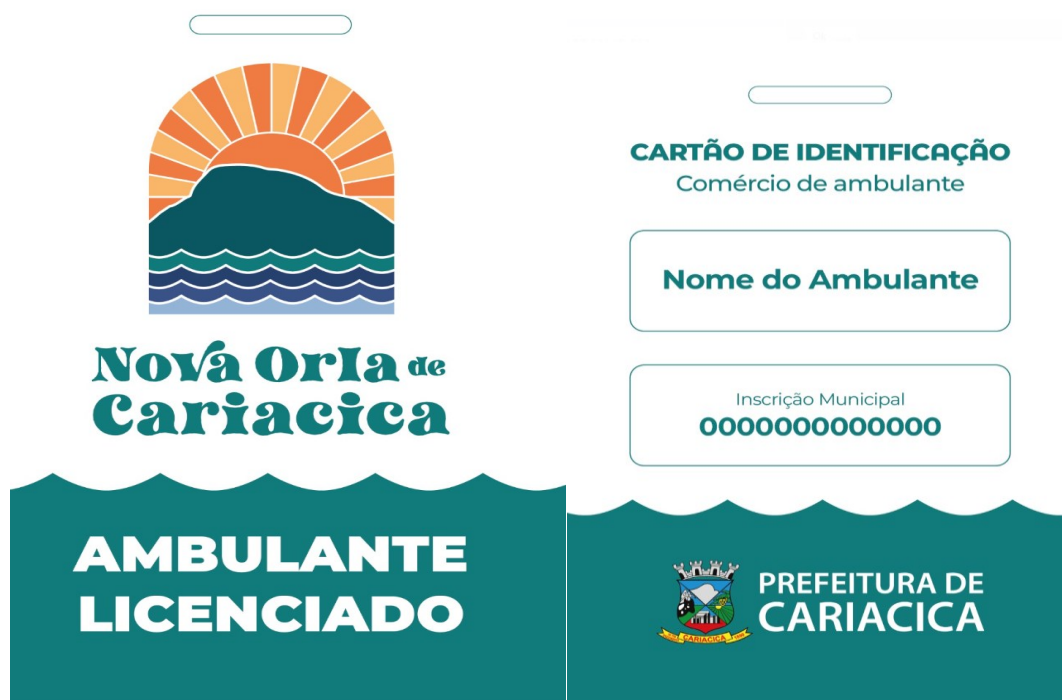 Nova Orla de
Cariacica
AMBULANTE
LICENCIADO
CARTÃO DE IDENTIFICAÇÃO
Comércio de ambulante
Nome do Ambulante
Inscrição Municipal
0000000000000
CARIACICA
PREFEITURA DE
CARIACICA